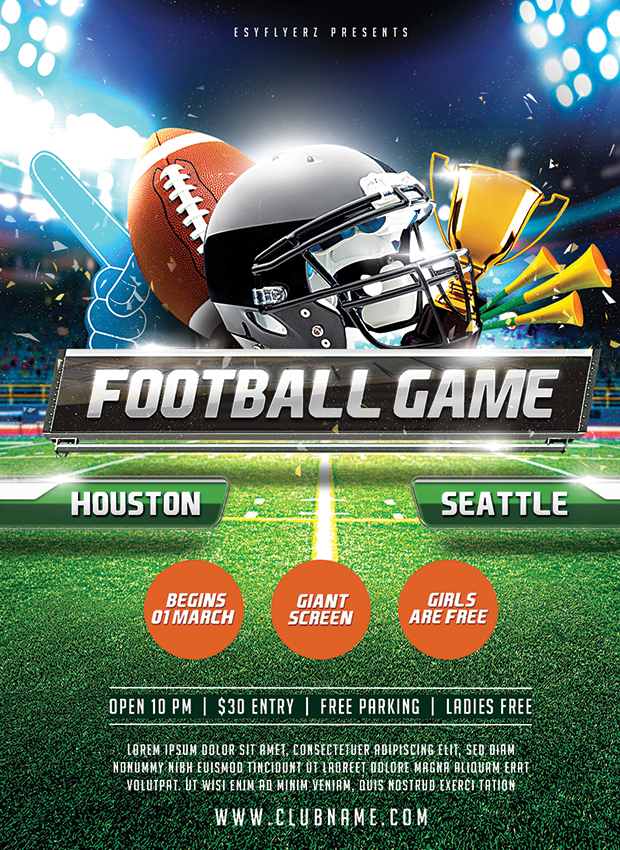 ESYFLYERZ PRESENTS
FOOTBALL GAME
HOUSTON
SEATTLE
BEGINS
01 MARCH
GIANT
SCREEN
GIRLS
ARE FREE
OPEN 10 PM | $30 ENTRY | FREE PARKING | LADIES FREE
LOREM IPSUM DOLOR SIT AMET, CONSECTETUER ADIPISCING ELIT, SED DIAM
NONUMMY NIBH EUISMOD TINCIDUNT UT LAOREET DOLORE MAGNA ALIQUAM ERAT
VOLUTPAT. UT WISI ENIM AD MINIM VENIAM, QUIS NOSTRUD EXERCI TATION
WWW.CLUBNAME.COM